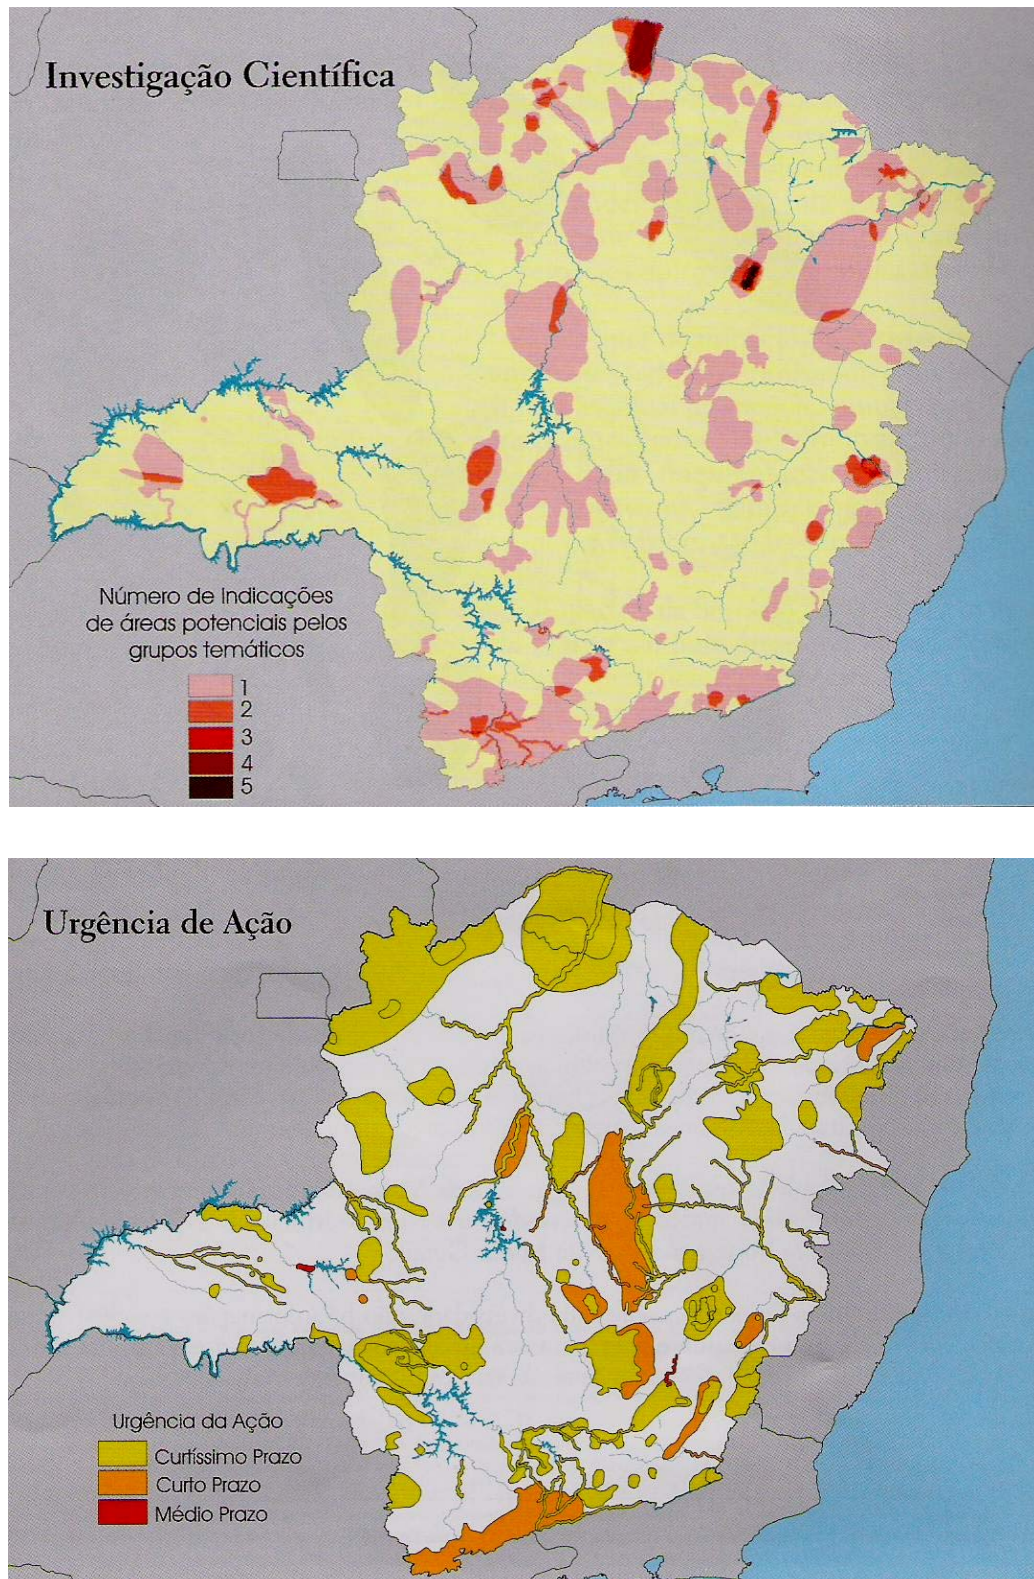 Investigação Científica
Número de Indicações
de áreas potenciais pelos
grupos temáticos
1
2
3
4
5
Urgência de Ação
Urgência da Ação
Curtíssimo Prazo
Curto Prazo
Médio Prazo